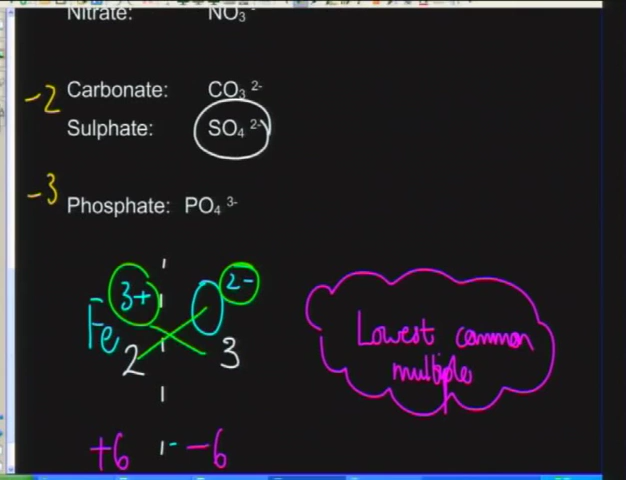 Nitrate: NO3 -
-2 Carbonate: CO3 2-
Sulphate: SO4 2-
-3 Phosphate: PO4 3-
Fe 3+ O 2-
2 3
Lowest common
multiple
+6 -6